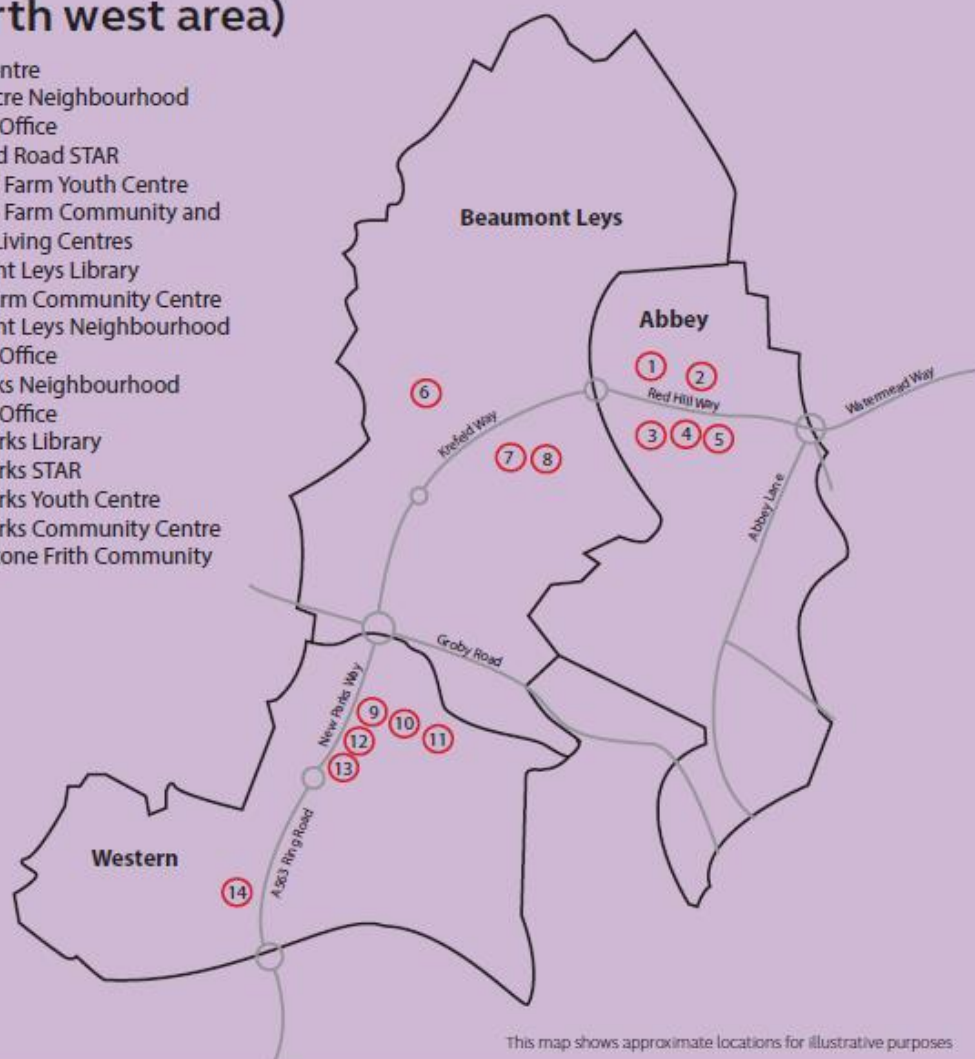 rth west area)
ntre
tre Neighbourhood
Office
d Road STAR
Farm Youth Centre
Farm Community and
Living Centres
nt Leys Library
rm Community Centre
nt Leys Neighbourhood
Office
ks Neighbourhood
Office
rks Library
rks STAR
rks Youth Centre
rks Community Centre
one Frith Community
Beaumont Leys
Abbey
1
2
6
Red Hill Way
Watermead Way
Krefeld Way
3 4 5
7 8
Abbey Lane
Groby Road
New Parks Way
9
10
11
12
13
A563 Ring Road
Western
14
This map shows approximate locations for illustrative purposes